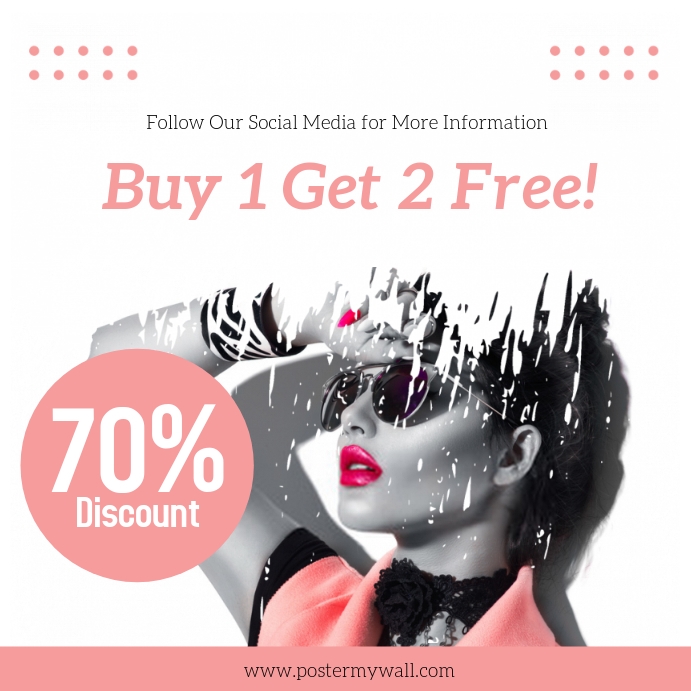 Follow Our Social Media for More Information
Buy 1 Get 2 Free!
70%
Discount
www.postermywall.com